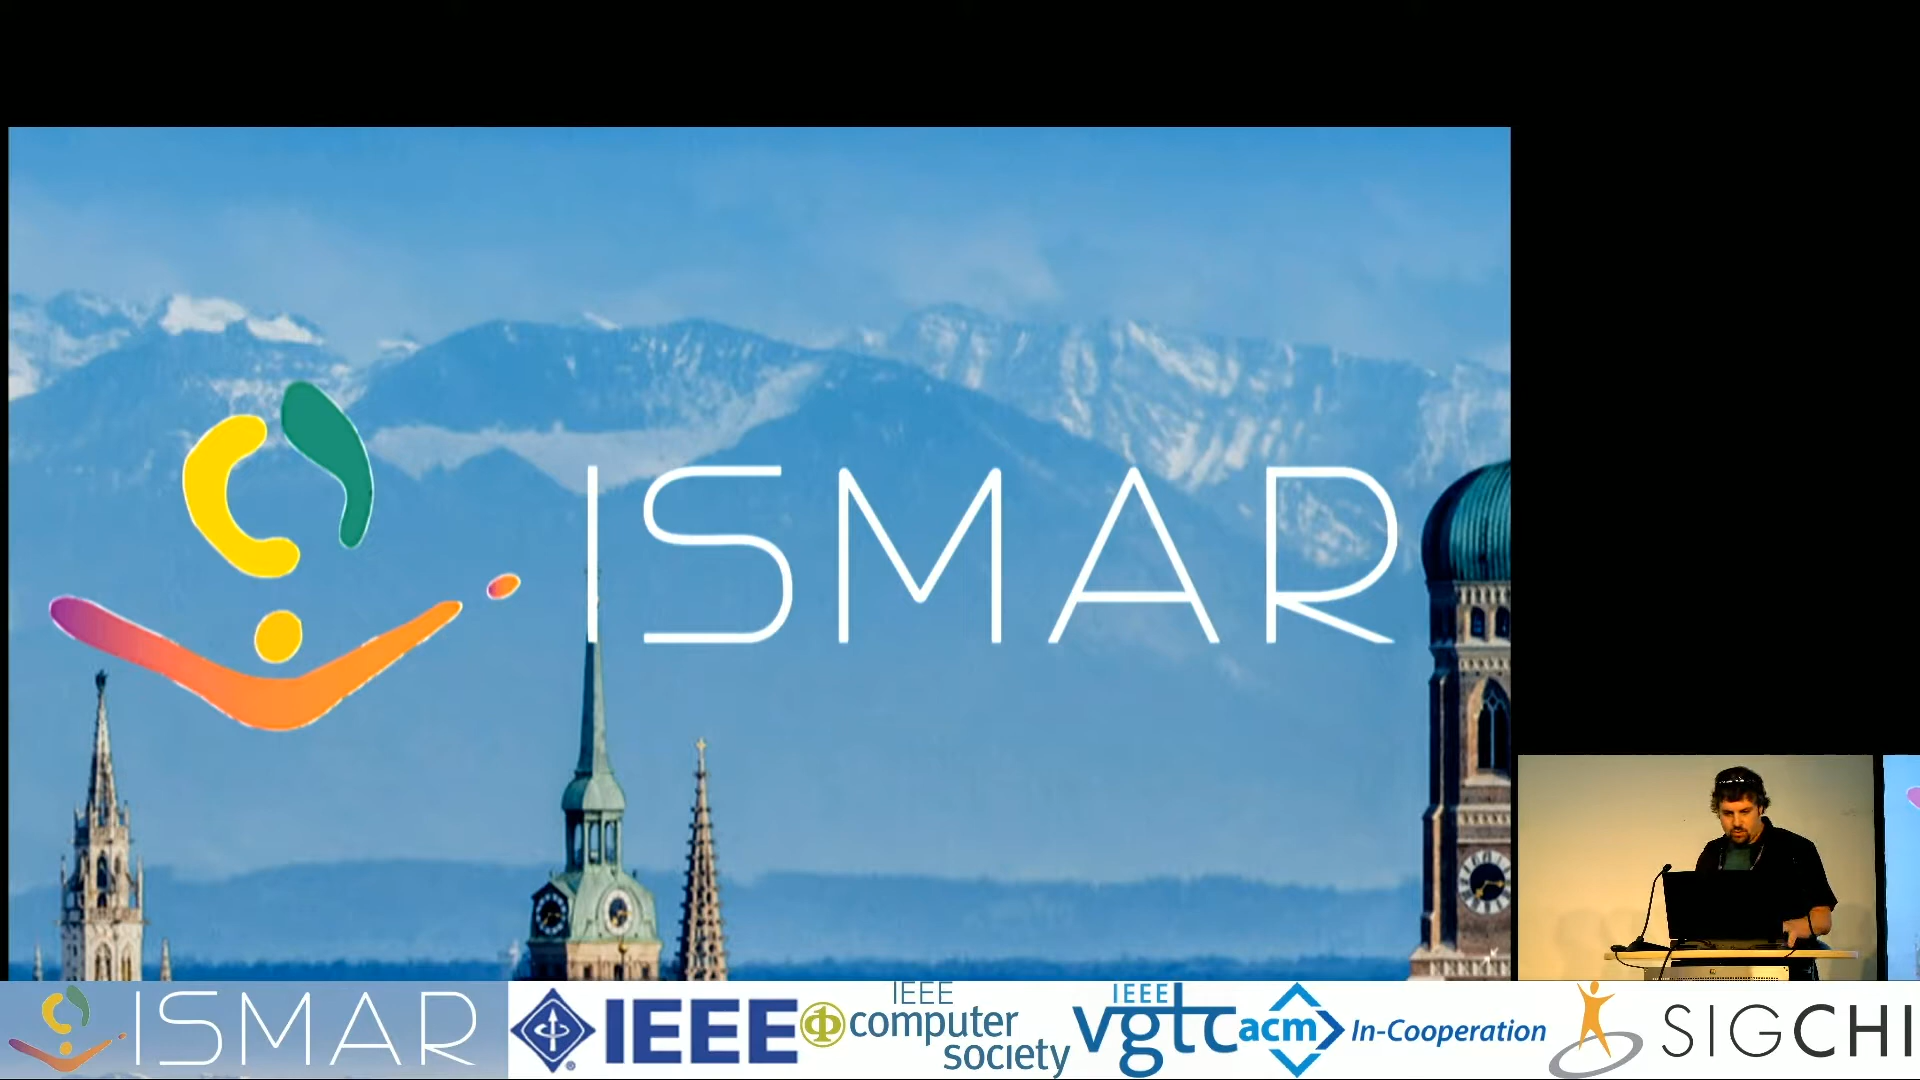 ISMAR
ISMAR
IEEE
IEEE
computer
society
IEEE
vgtc
acm In-Cooperation
SIGCHI